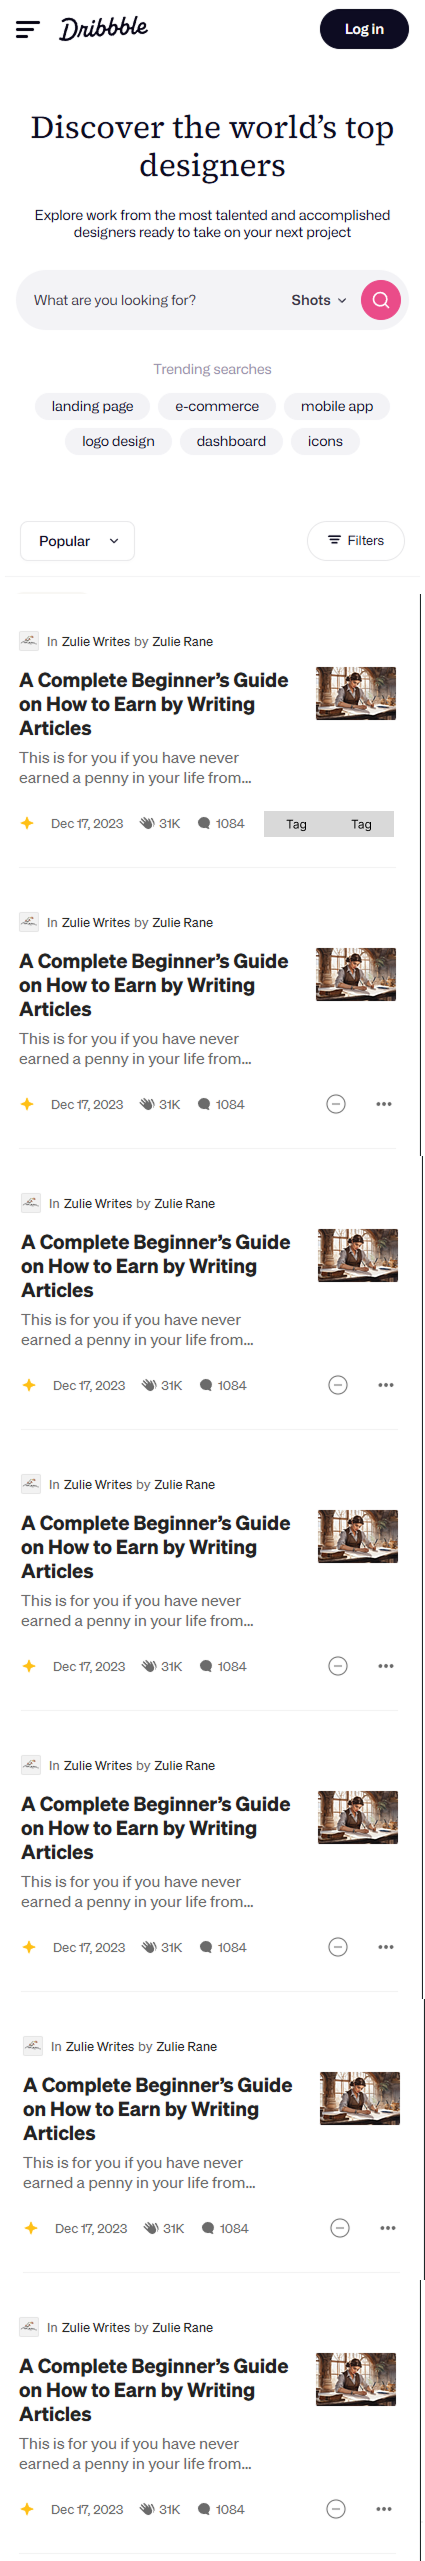 Dribbble
Log in
Discover the world's top
designers
Explore work from the most talented and accomplished
designers ready to take on your next project
What are you looking for?
Shots
Trending searches
landing page
e-commerce
mobile app
logo design
dashboard
icons
Popular
Filters
In Zulie Writes by Zulie Rane
A Complete Beginner's Guide
on How to Earn by Writing
Articles
This is for you if you have never
earned a penny in your life from...
Dec 17, 2023 31K 1084 Tag Tag
In Zulie Writes by Zulie Rane
A Complete Beginner's Guide
on How to Earn by Writing
Articles
This is for you if you have never
earned a penny in your life from...
Dec 17, 2023 31K 1084
In Zulie Writes by Zulie Rane
A Complete Beginner's Guide
on How to Earn by Writing
Articles
This is for you if you have never
earned a penny in your life from...
Dec 17, 2023 31K 1084
In Zulie Writes by Zulie Rane
A Complete Beginner's Guide
on How to Earn by Writing
Articles
This is for you if you have never
earned a penny in your life from...
Dec 17, 2023 31K 1084
In Zulie Writes by Zulie Rane
A Complete Beginner's Guide
on How to Earn by Writing
Articles
This is for you if you have never
earned a penny in your life from...
Dec 17, 2023 31K 1084
In Zulie Writes by Zulie Rane
A Complete Beginner's Guide
on How to Earn by Writing
Articles
This is for you if you have never
earned a penny in your life from...
Dec 17, 2023 31K 1084
In Zulie Writes by Zulie Rane
A Complete Beginner's Guide
on How to Earn by Writing
Articles
This is for you if you have never
earned a penny in your life from...
Dec 17, 2023 31K 1084